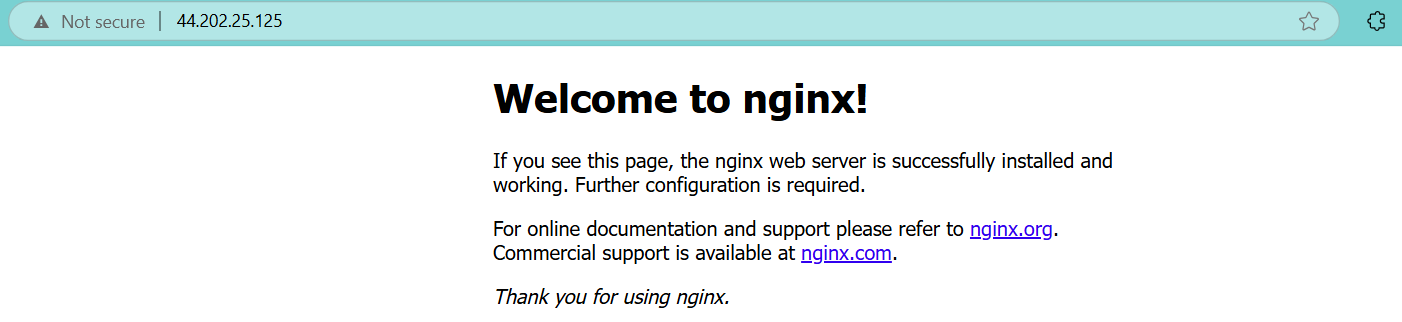 Not secure | 44.202.25.125
Welcome to nginx!
If you see this page, the nginx web server is successfully installed and
working. Further configuration is required.
For online documentation and support please refer to nginx.org.
Commercial support is available at nginx.com.
Thank you for using nginx.